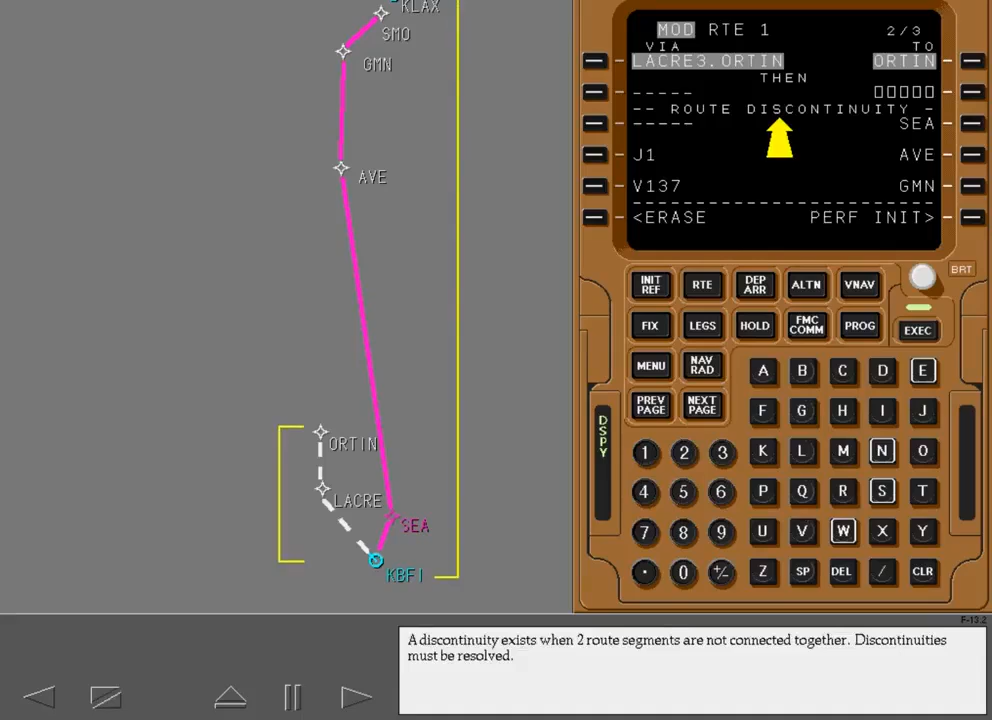 KLAX
SMO
GMN
AVE
ORTIN
LACRE
SEA
KBFI
MOD RTE 1 2/3
VIA TO
LACRE3.ORTIN ORTIN
THEN
----- □□□□□
-- ROUTE DISCONTINUITY -
----- SEA
J1 AVE
V137 GMN
<ERASE PERF INIT>
BRT
INIT REF
RTE
DEP ARR
ALTN
VNAV
FIX
LEGS
HOLD
FMC COMM
PROG
EXEC
MENU
NAV RAD
PREV PAGE
NEXT PAGE
A B C D E
F G H I J
K L M N O
P Q R S T
U V W X Y
Z SP DEL / CLR
1 2 3
4 5 6
7 8 9
. 0 +/-
DSPY
F-13.2
A discontinuity exists when 2 route segments are not connected together. Discontinuities
must be resolved.